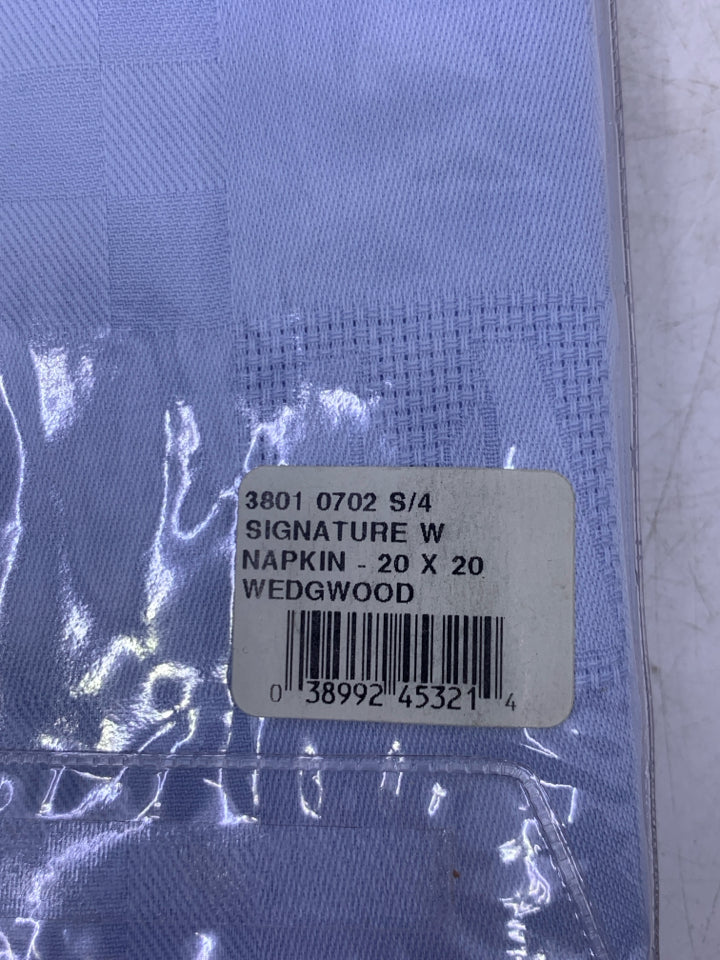 3801 0702 S/4
SIGNATURE W
NAPKIN - 20 X 20
WEDGWOOD
0 38992 45321 4